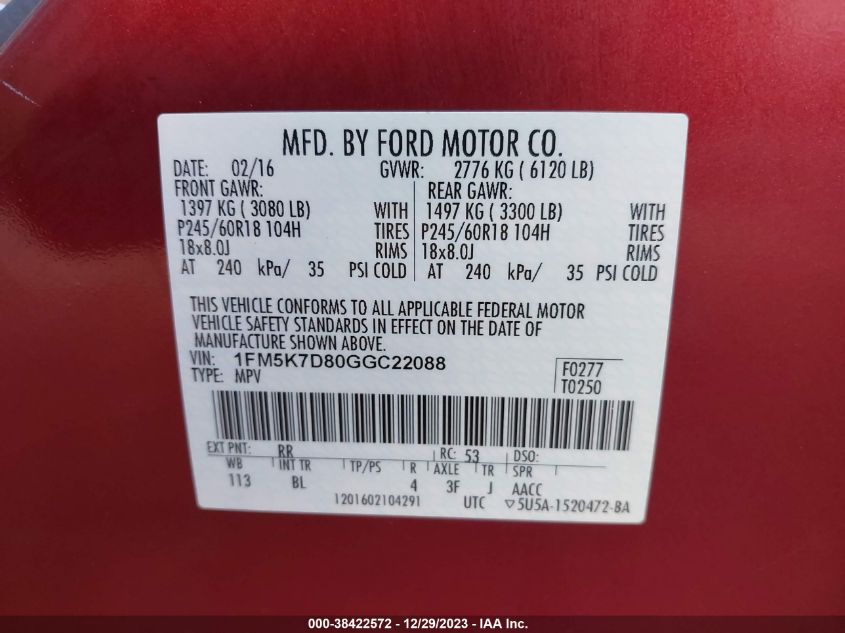 MFD. BY FORD MOTOR CO.
DATE: 02/16 GVWR: 2776 KG ( 6120 LB)
FRONT GAWR: REAR GAWR:
1397 KG ( 3080 LB) WITH 1497 KG ( 3300 LB) WITH
P245/60R18 104H TIRES P245/60R18 104H TIRES
18x8.0J RIMS 18x8.0J RIMS
AT 240 kPa/ 35 PSI COLD AT 240 kPa/ 35 PSI COLD
THIS VEHICLE CONFORMS TO ALL APPLICABLE FEDERAL MOTOR
VEHICLE SAFETY STANDARDS IN EFFECT ON THE DATE OF
MANUFACTURE SHOWN ABOVE.
VIN: 1FM5K7D80GGC22088 F0277
TYPE: MPV T0250
EXT PNT: RR RC: 53 DSO:
WB INT TR TP/PS R AXLE TR SPR
113 BL 4 3F J AACC
1201602104291 UTC ▽5U5A-1520472-BA
000-38422572 - 12/29/2023 - Copyright IAA, Inc.